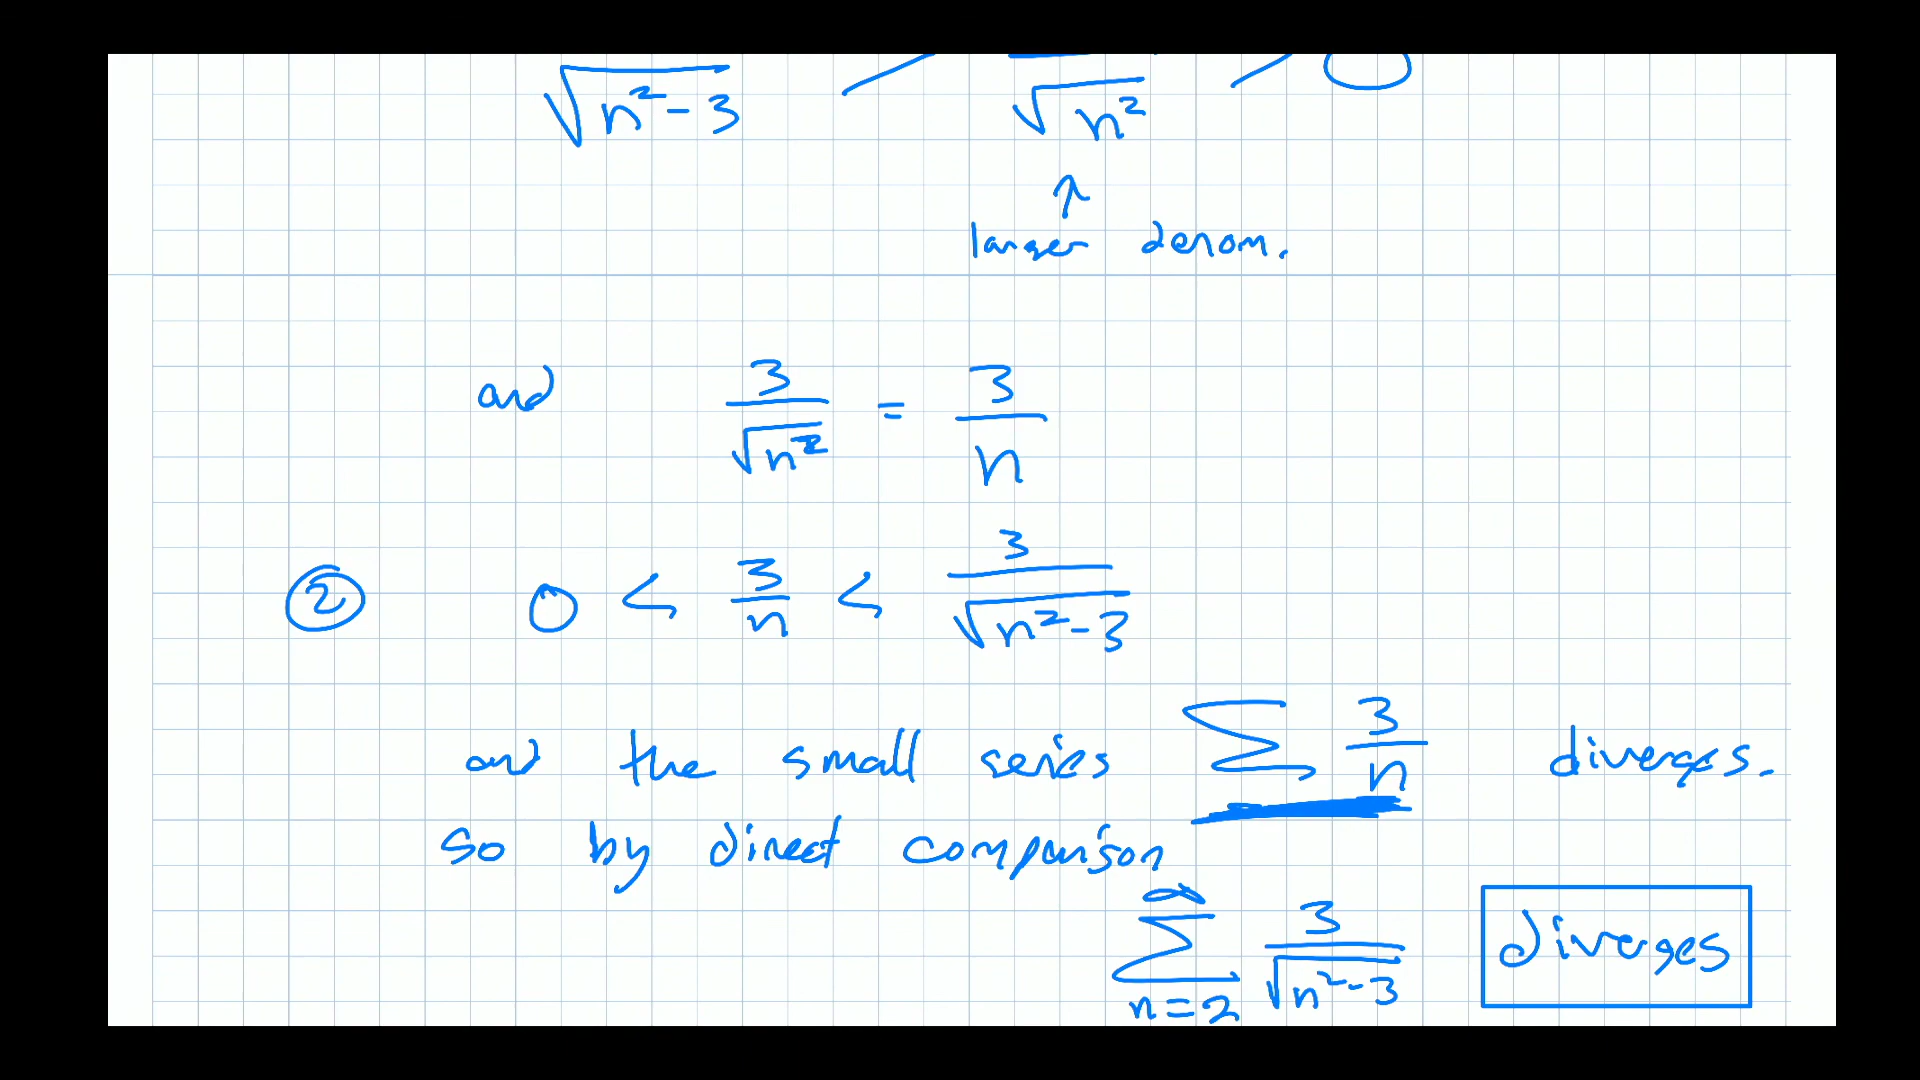 √(n²-3) √(n²) 0
↑
larger denom.
and 3/√(n²) = 3/n
② 0 < 3/n < 3/√(n²-3)
and the small series Σ 3/n diverges.
so by direct comparison
∞
Σ 3/√(n²-3) diverges
n=2